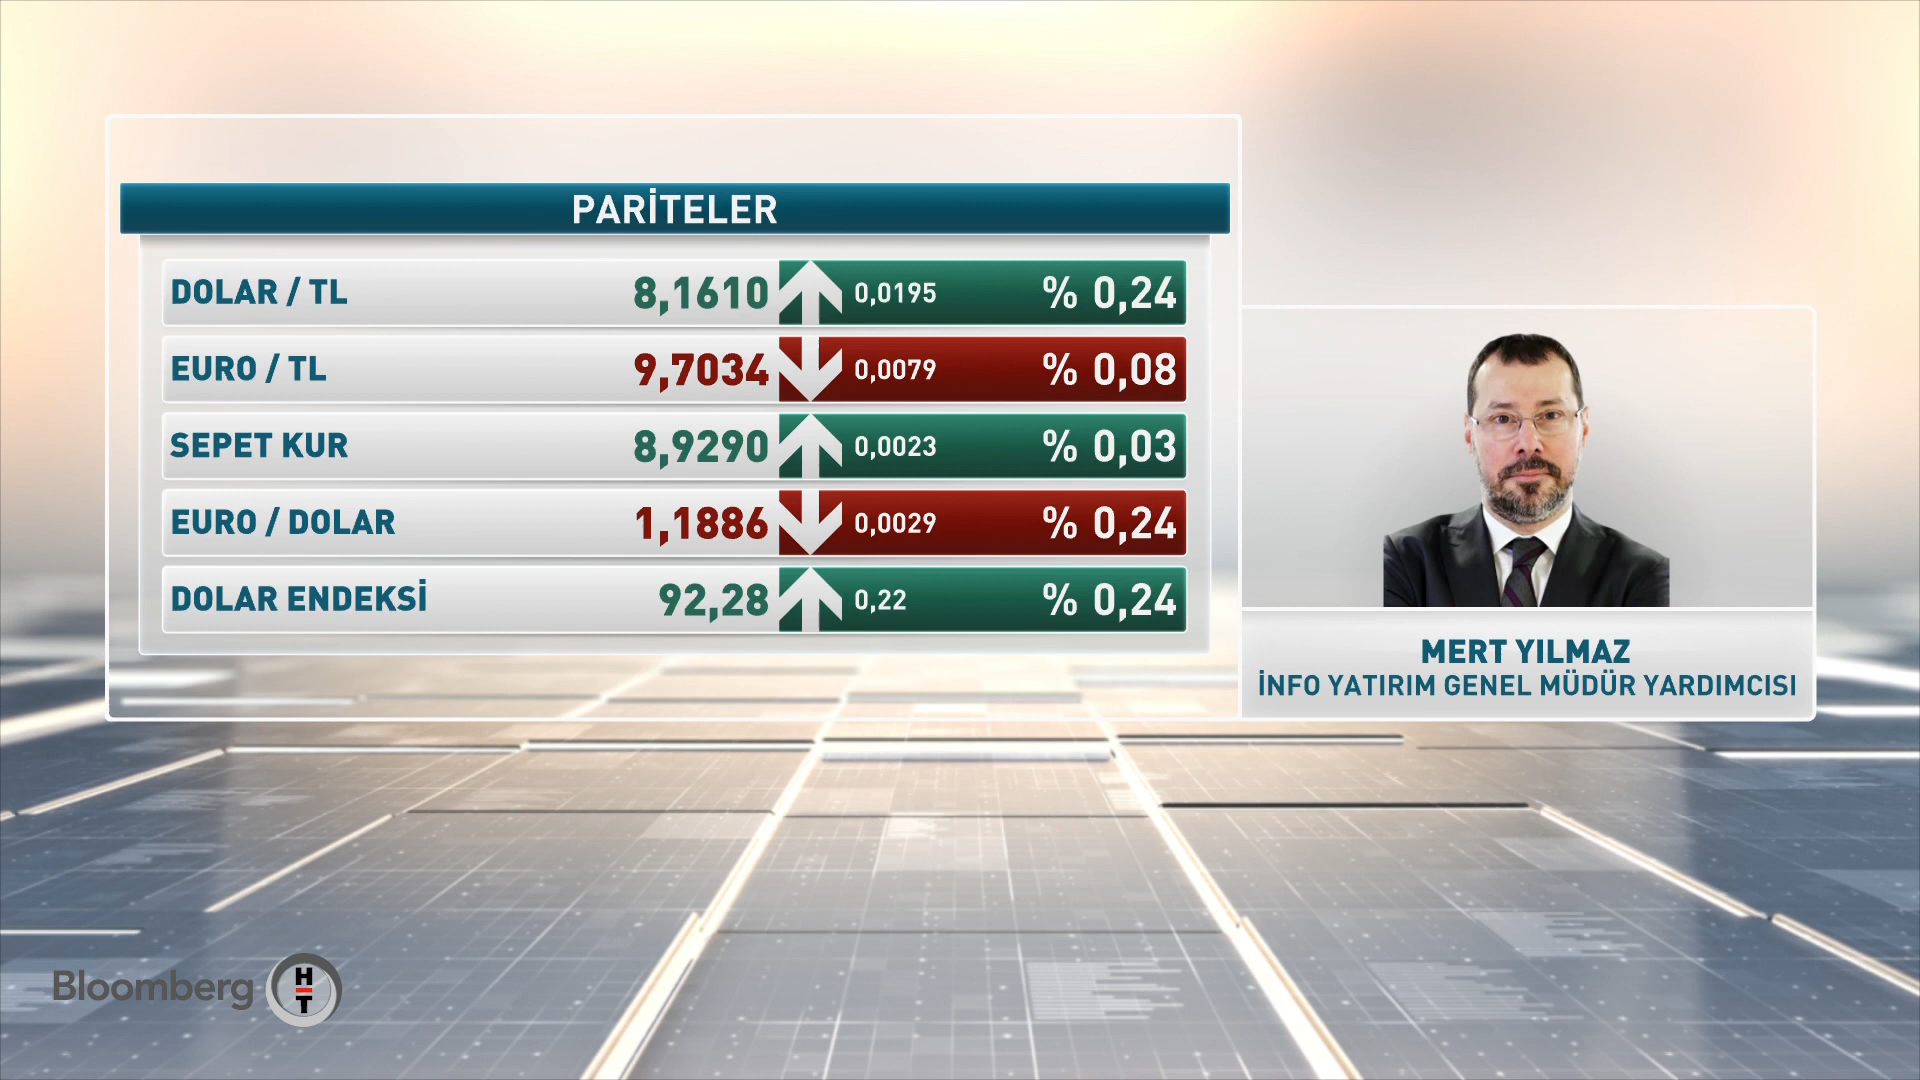 PARİTELER
DOLAR / TL 8,1610 0,0195 % 0,24
EURO / TL 9,7034 0,0079 % 0,08
SEPET KUR 8,9290 0,0023 % 0,03
EURO / DOLAR 1,1886 0,0029 % 0,24
DOLAR ENDEKSİ 92,28 0,22 % 0,24
MERT YILMAZ
İNFO YATIRIM GENEL MÜDÜR YARDIMCISI
Bloomberg HT